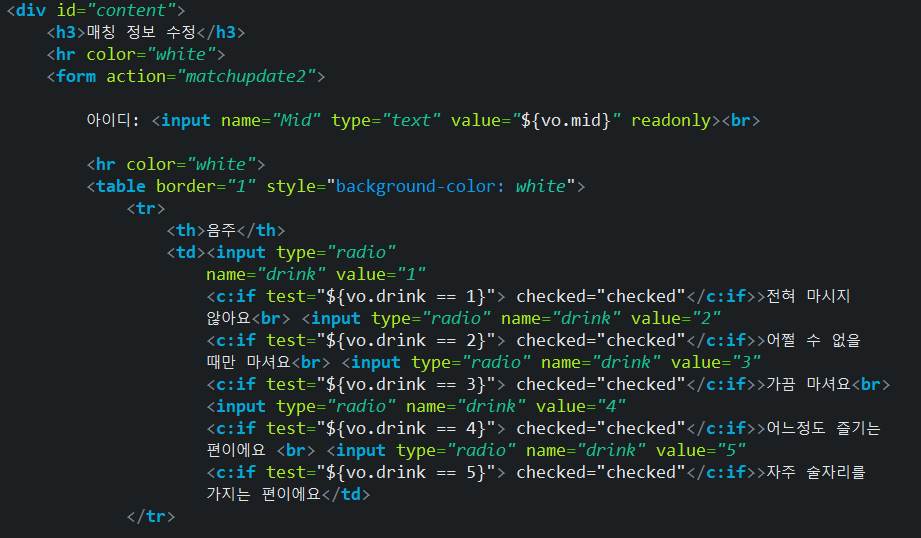 <div id="content">
<h3>매칭 정보 수정</h3>
<hr color="white">
<form action="matchupdate2">
아이디: <input name="Mid" type="text" value="${vo.mid}" readonly><br>
<hr color="white">
<table border="1" style="background-color: white">
<tr>
<th>음주</th>
<td><input type="radio"
name="drink" value="1"
<c:if test="${vo.drink == 1}"> checked="checked"</c:if>>전혀 마시지
않아요<br> <input type="radio" name="drink" value="2"
<c:if test="${vo.drink == 2}"> checked="checked"</c:if>>어쩔 수 없을
때만 마셔요<br> <input type="radio" name="drink" value="3"
<c:if test="${vo.drink == 3}"> checked="checked"</c:if>>가끔 마셔요<br>
<input type="radio" name="drink" value="4"
<c:if test="${vo.drink == 4}"> checked="checked"</c:if>>어느정도 즐기는
편이에요 <br> <input type="radio" name="drink" value="5"
<c:if test="${vo.drink == 5}"> checked="checked"</c:if>>자주 술자리를
가지는 편이에요</td>
</tr>